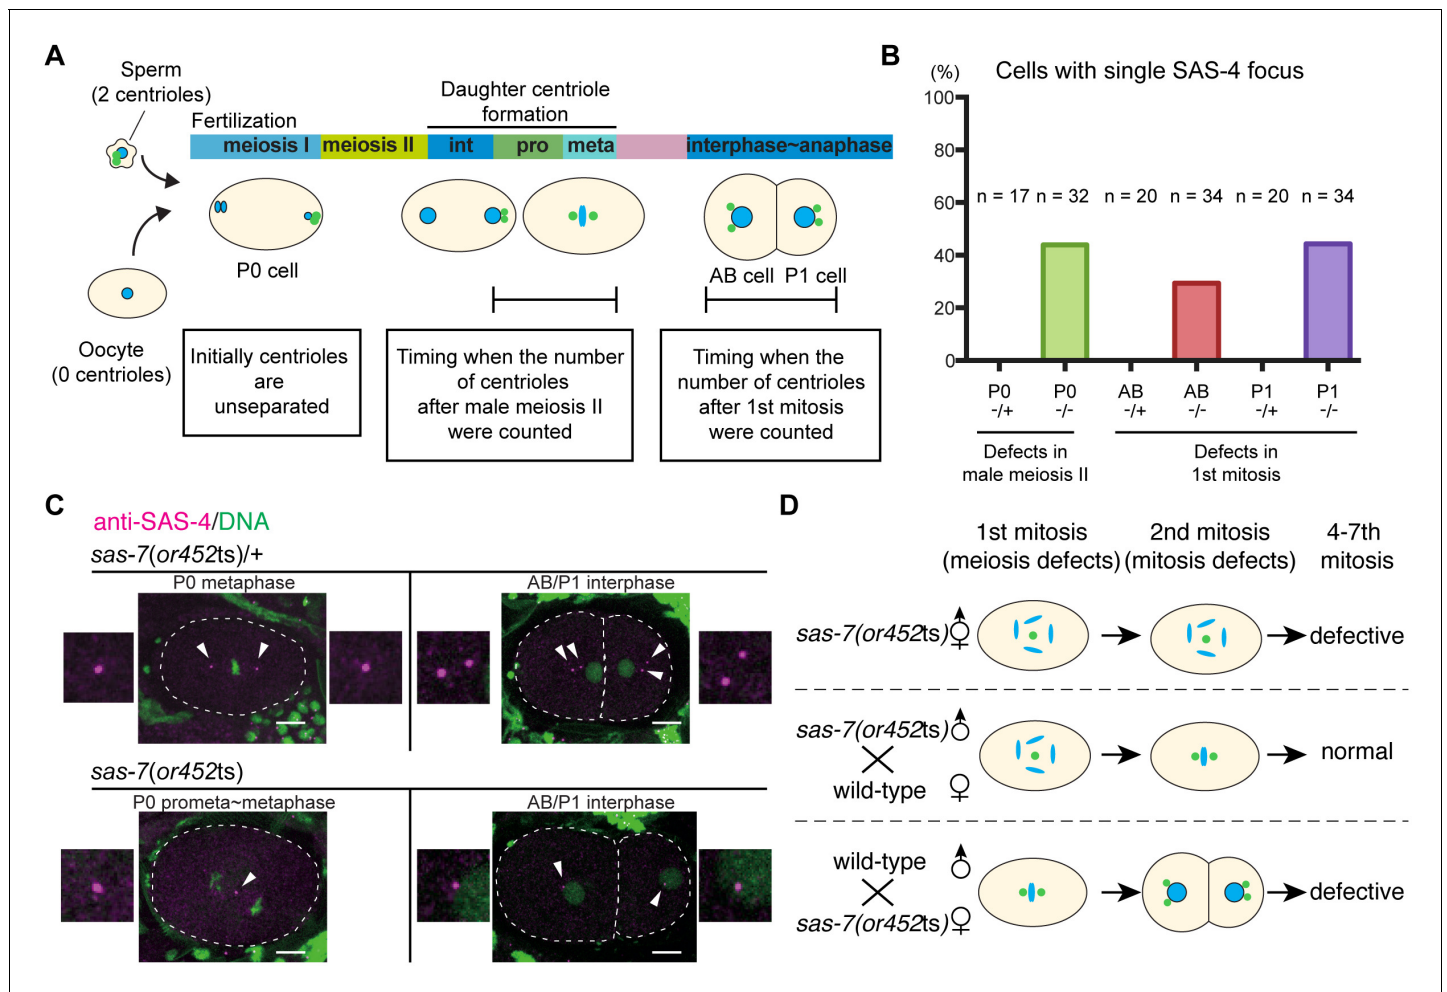 A
Sperm
(2 centrioles)
Fertilization
Daughter centriole
formation
meiosis I
meiosis II
int
pro
meta
interphase~anaphase
P0 cell
AB cell
P1 cell
Oocyte
(0 centrioles)
Initially centrioles
are
unseparated
Timing when the number
of centrioles
after male meiosis II
were counted
Timing when the
number of centrioles
after 1st mitosis
were counted
B
(%)
Cells with single SAS-4 focus
100
80
60
40
20
0
n = 17
n = 32
n = 20
n = 34
n = 20
n = 34
P0
-/+
P0
-/-
AB
-/+
AB
-/-
P1
-/+
P1
-/-
Defects in
male meiosis II
Defects in
1st mitosis
C
anti-SAS-4/DNA
sas-7(or452ts)/+
P0 metaphase
AB/P1 interphase
sas-7(or452ts)
P0 prometa~metaphase
AB/P1 interphase
D
1st mitosis
(meiosis defects)
2nd mitosis
(mitosis defects)
4-7th
mitosis
sas-7(or452ts)
defective
sas-7(or452ts)
wild-type
normal
wild-type
sas-7(or452ts)
defective